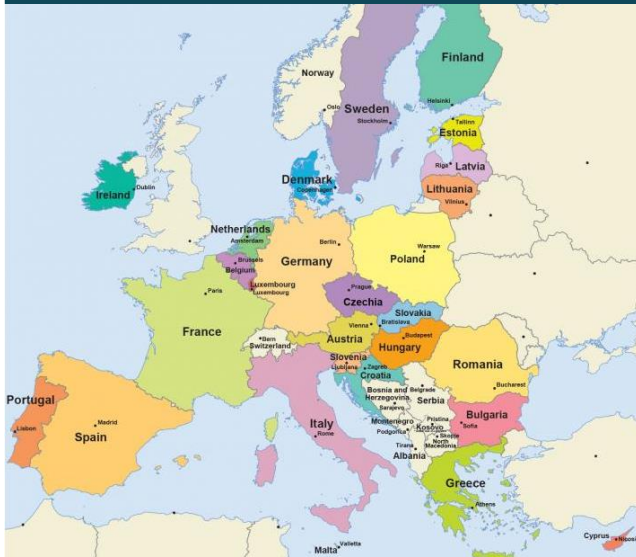 Norway
Finland
Oslo
Sweden
Helsinki
Stockholm
Tallinn
Estonia
Riga
Latvia
Denmark
Copenhagen
Lithuania
Vilnius
Dublin
Ireland
Netherlands
Amsterdam
Berlin
Warsaw
Poland
Germany
Brussels
Belgium
Luxembourg
Luxembourg
Prague
Czechia
Paris
Slovakia
Bratislava
Vienna
Austria
Budapest
Hungary
France
Bern
Switzerland
Slovenia
Ljubljana
Zagreb
Croatia
Romania
Bucharest
Bosnia and
Herzegovina
Sarajevo
Belgrade
Serbia
Portugal
Lisbon
Madrid
Spain
Italy
Rome
Montenegro
Podgorica
Pristina
Kosovo
Bulgaria
Sofia
Skopje
North
Macedonia
Tirana
Albania
Greece
Athens
Valletta
Malta
Cyprus
Nicosia